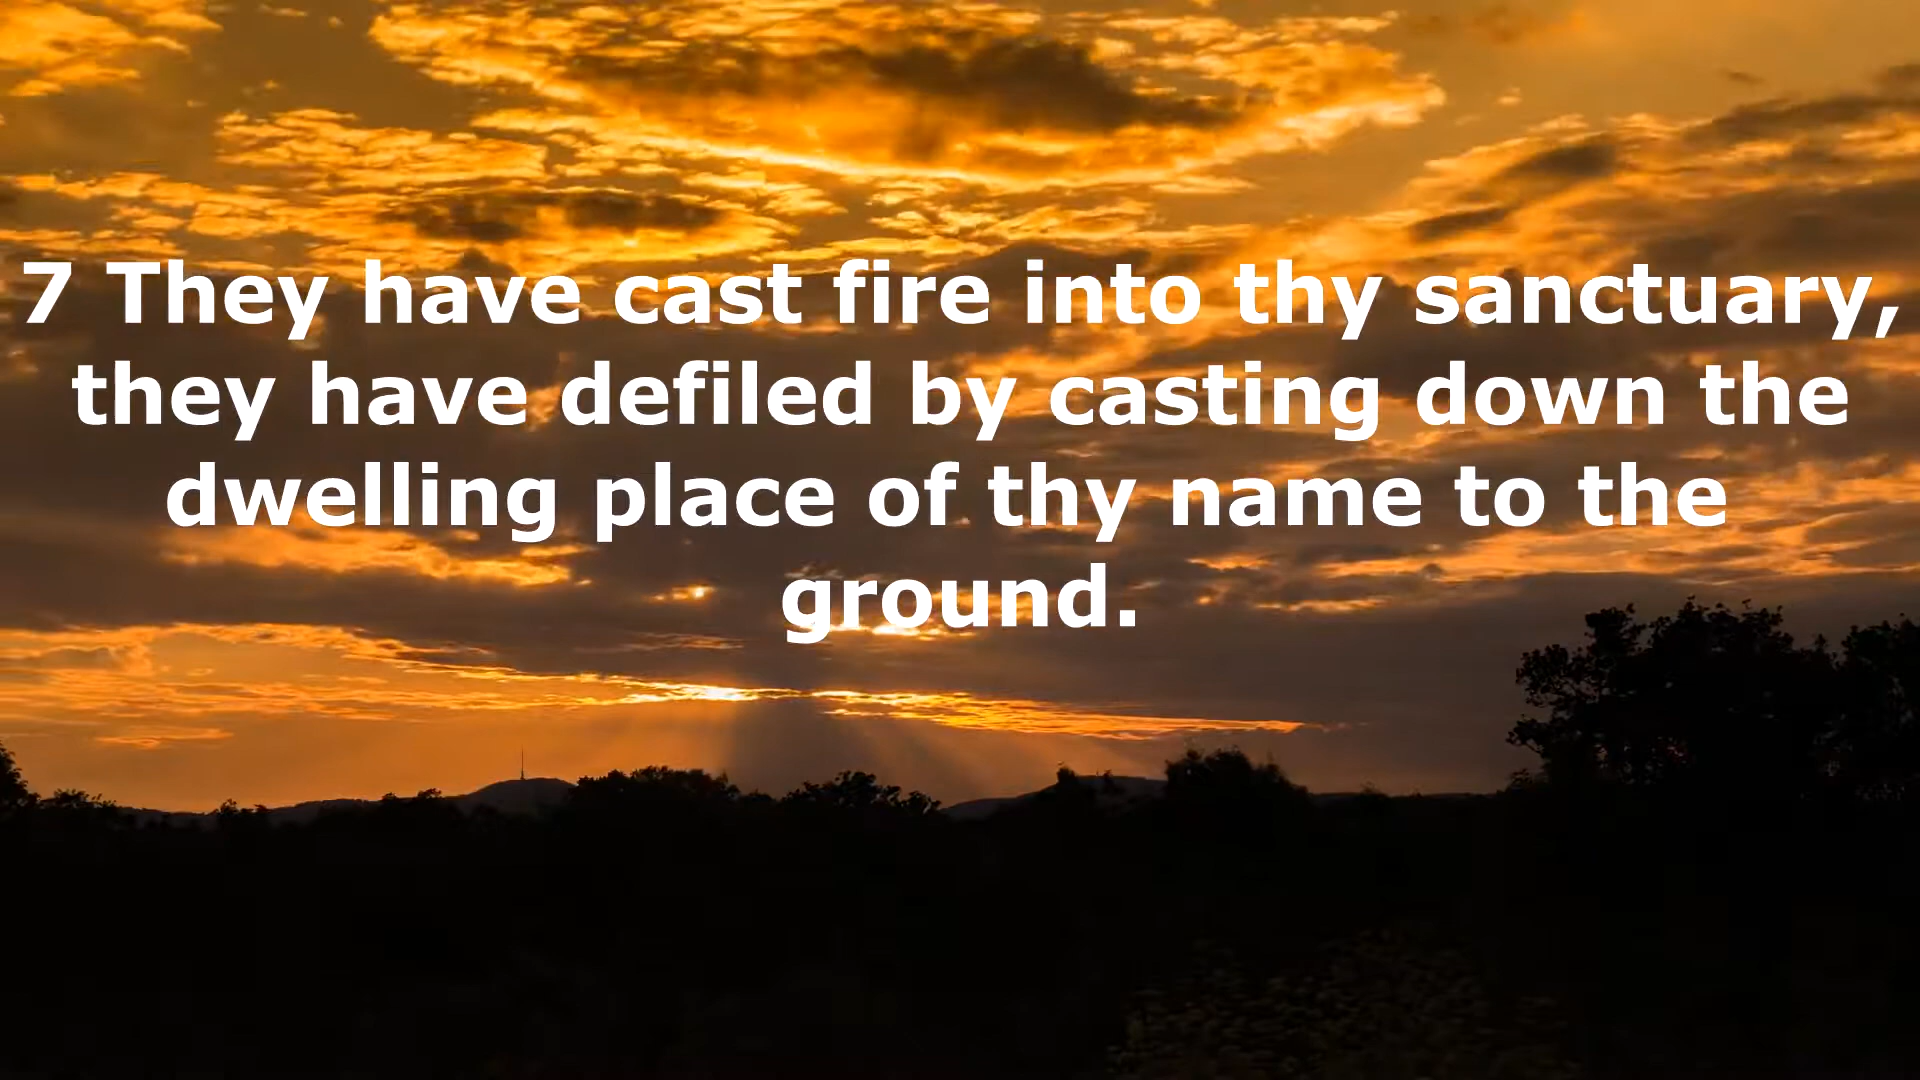 7 They have cast fire into thy sanctuary,
they have defiled by casting down the
dwelling place of thy name to the
ground.